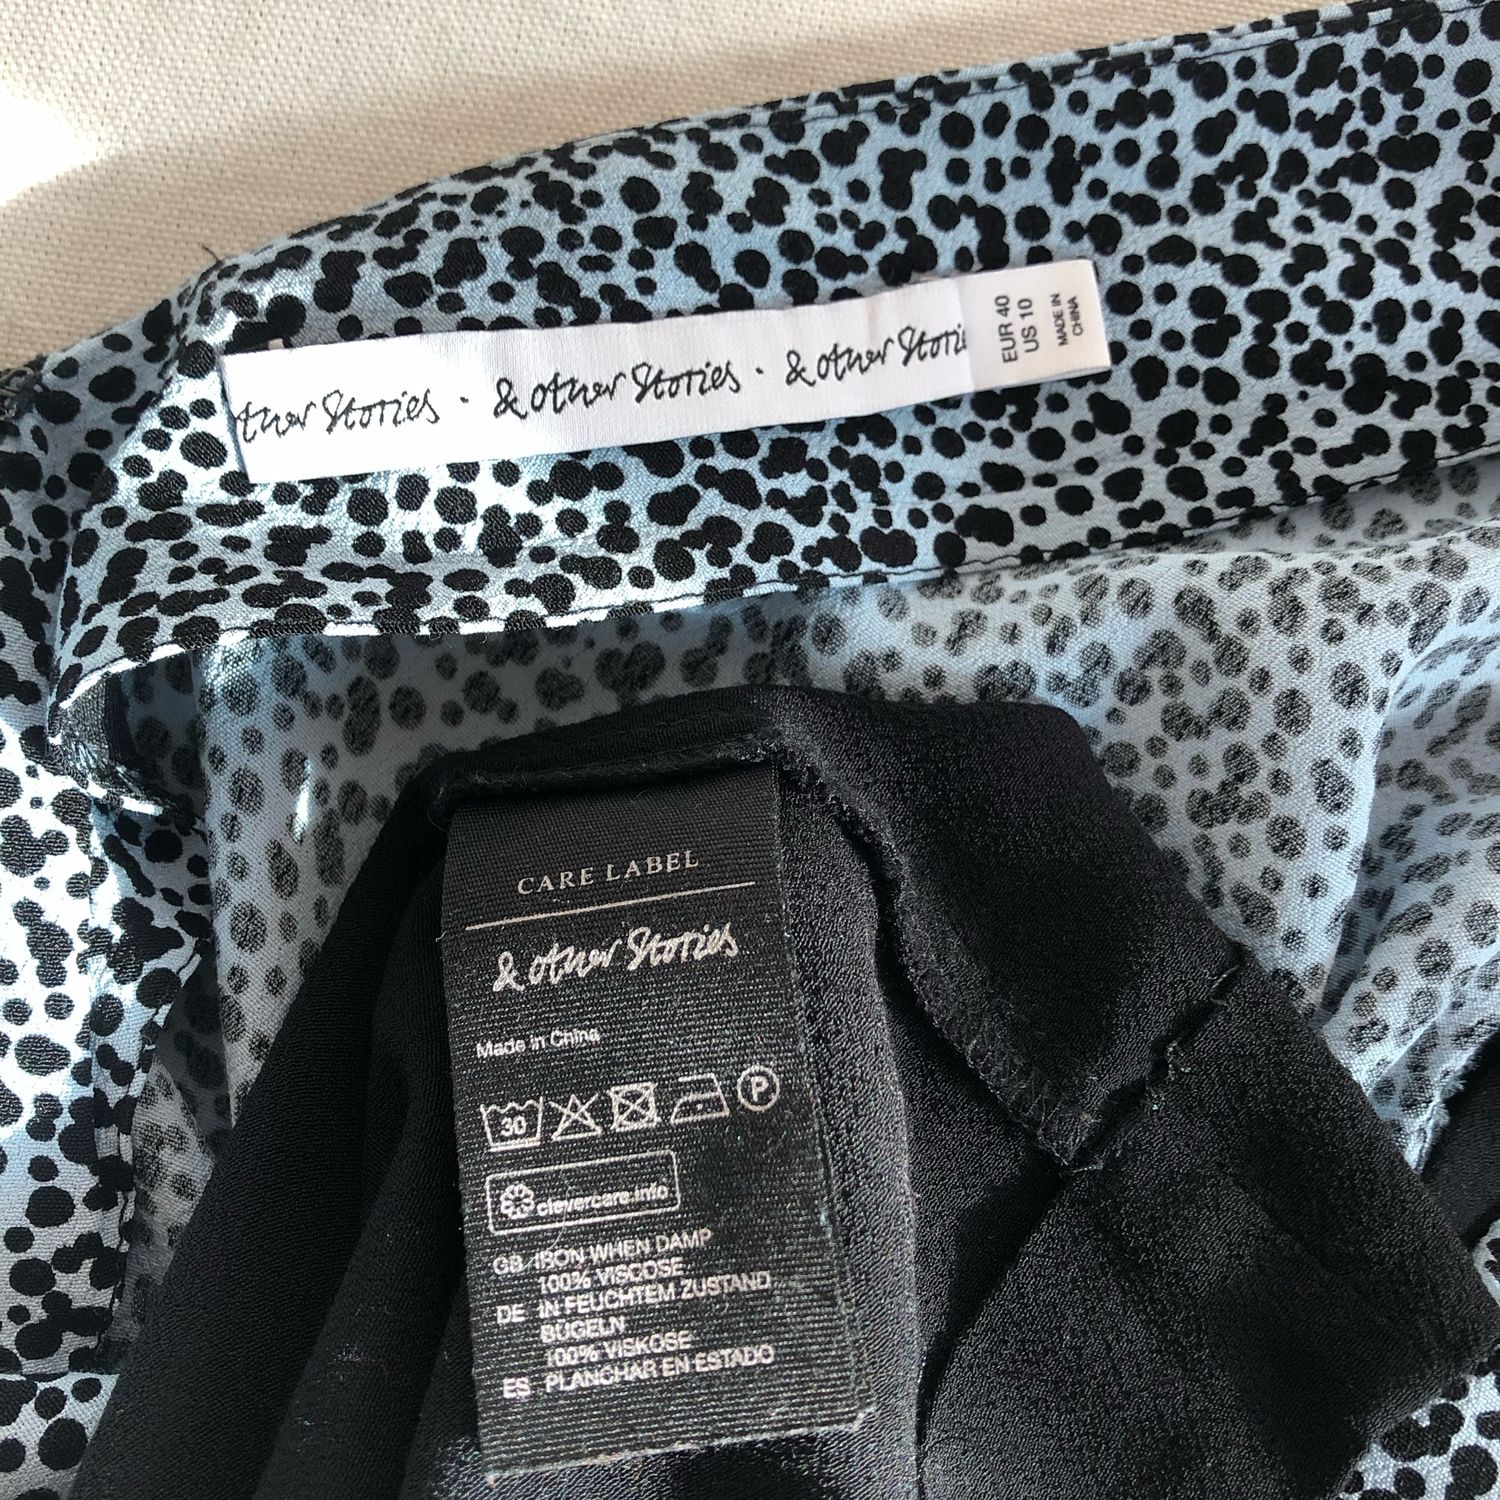 ther Stories · & other Stories · & other Storie
EUR 40
US 10
MADE IN
CHINA
CARE LABEL
& other Stories
Made in China
30
P
clevercare.info
GB IRON WHEN DAMP
100% VISCOSE
DE IN FEUCHTEM ZUSTAND
BÜGELN
100% VISKOSE
ES PLANCHAR EN ESTADO